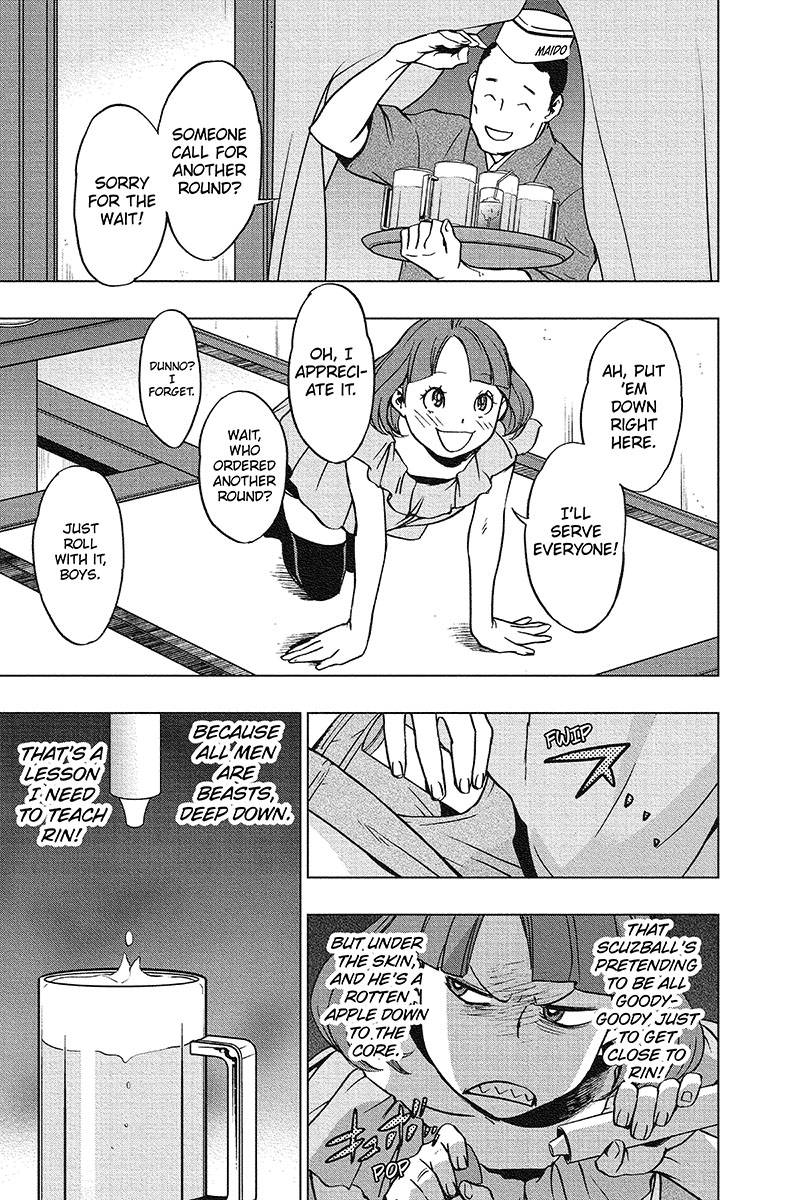 MAIDO
SOMEONE
CALL FOR
ANOTHER
ROUND?
SORRY
FOR THE
WAIT!
AH, PUT
'EM
DOWN
RIGHT
HERE.
I'LL
SERVE
EVERYONE!
OH, I
APPRECI-
ATE IT.
WAIT,
WHO
ORDERED
ANOTHER
ROUND?
DUNNO?
I
FORGET.
JUST
ROLL
WITH IT,
BOYS.
FWIP
THAT
SCUZBALL'S
PRETENDING
TO BE ALL
GOODY-
GOODY JUST
TO GET
CLOSE TO
RIN!
BUT UNDER
THE SKIN,
AND HE'S A
ROTTEN
APPLE DOWN
TO THE
CORE.
キュポッ
POP
BECAUSE
ALL MEN
ARE
BEASTS,
DEEP DOWN.
THAT'S A
LESSON
I NEED
TO TEACH
RIN!